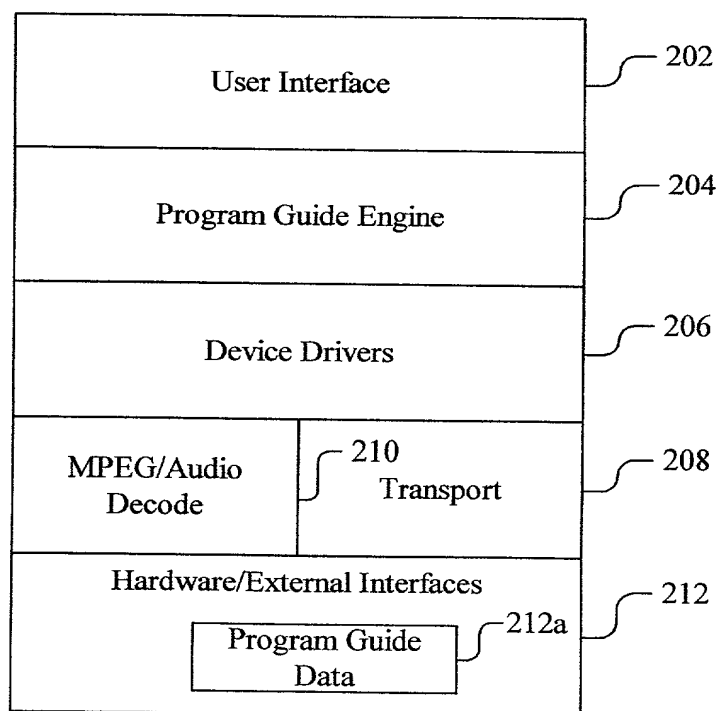 User Interface
202
Program Guide Engine
204
Device Drivers
206
MPEG/Audio
Decode
210
Transport
208
Hardware/External Interfaces
212
Program Guide
Data
212a